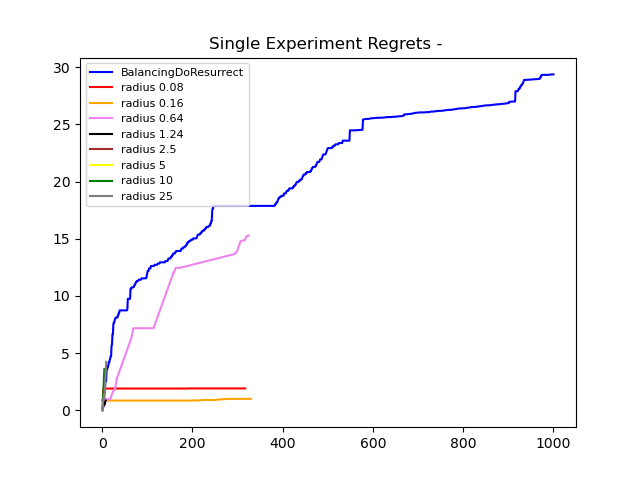 Single Experiment Regrets -
30
25
20
15
10
5
0
BalancingDoResurrect
radius 0.08
radius 0.16
radius 0.64
radius 1.24
radius 2.5
radius 5
radius 10
radius 25
0 200 400 600 800 1000